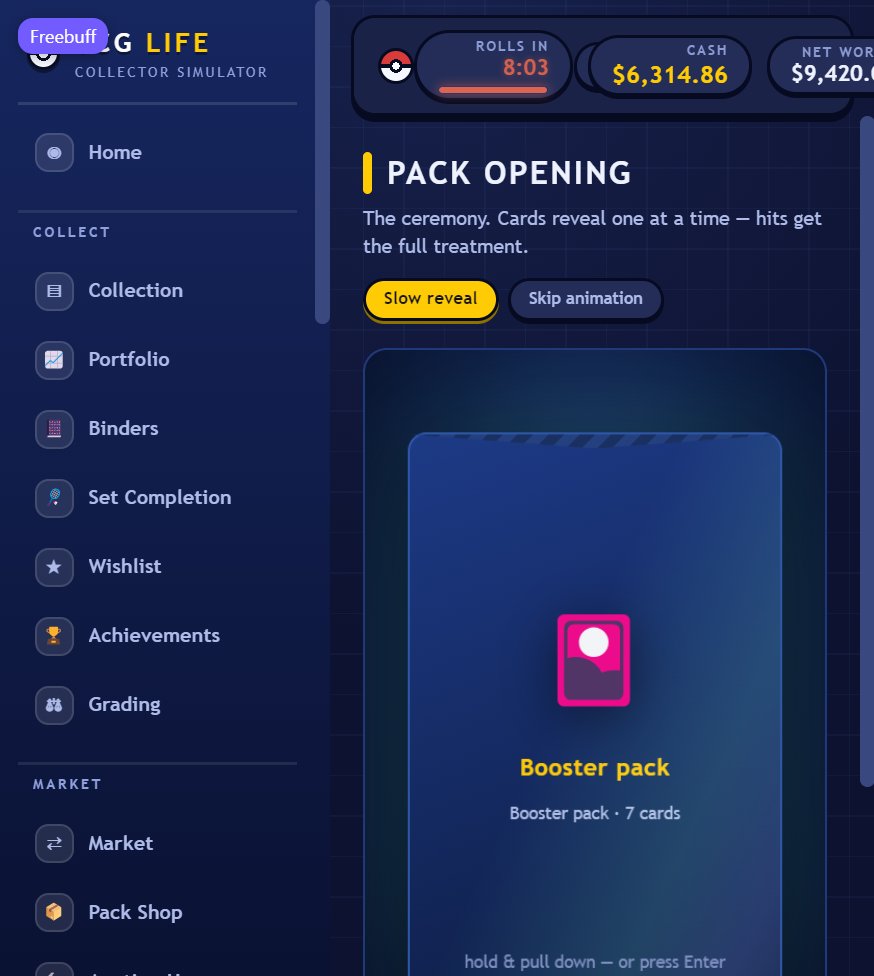 Freebuff
CG LIFE
COLLECTOR SIMULATOR
Home
COLLECT
Collection
Portfolio
Binders
Set Completion
Wishlist
Achievements
Grading
MARKET
Market
Pack Shop
ROLLS IN
8:03
CASH
$6,314.86
NET WOR
$9,420.0
PACK OPENING
The ceremony. Cards reveal one at a time — hits get
the full treatment.
Slow reveal
Skip animation
Booster pack
Booster pack · 7 cards
hold & pull down — or press Enter